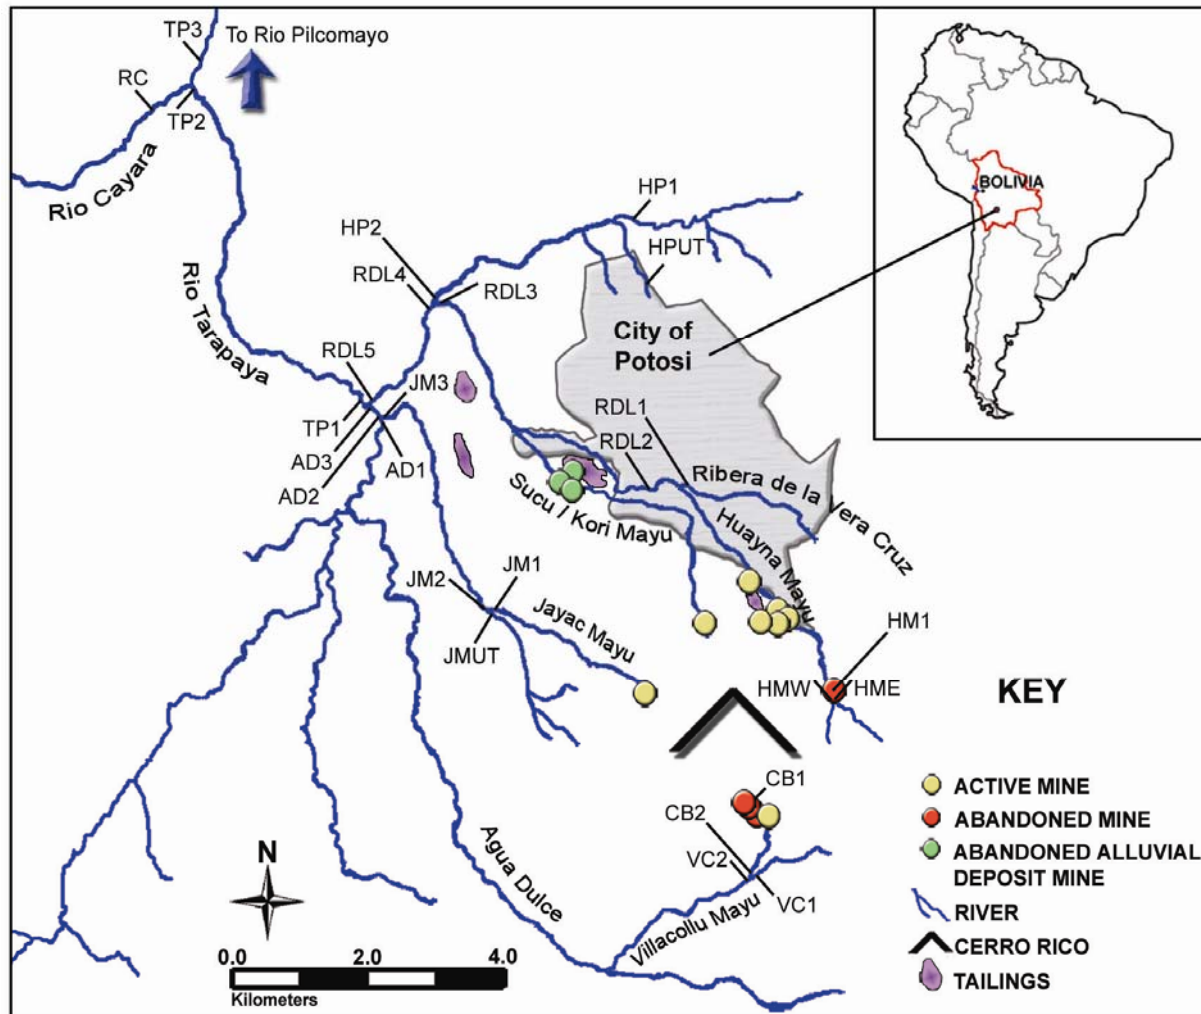 TP3
To Rio Pilcomayo
RC
TP2
Rio Cayara
BOLIVIA
HP1
HP2
HPUT
RDL4
RDL3
Rio Tarapaya
City of
Potosi
RDL5
JM3
TP1
RDL1
RDL2
AD3
AD1
AD2
Ribera de la Vera Cruz
Sucu / Kori Mayu
Huayna Mayu
JM2
JM1
Jayac Mayu
JMUT
HM1
HMW
HME
KEY
CB1
CB2
VC2
VC1
Agua Dulce
Villacollu Mayu
N
0.0 2.0 4.0
Kilometers
ACTIVE MINE
ABANDONED MINE
ABANDONED ALLUVIAL
DEPOSIT MINE
RIVER
CERRO RICO
TAILINGS